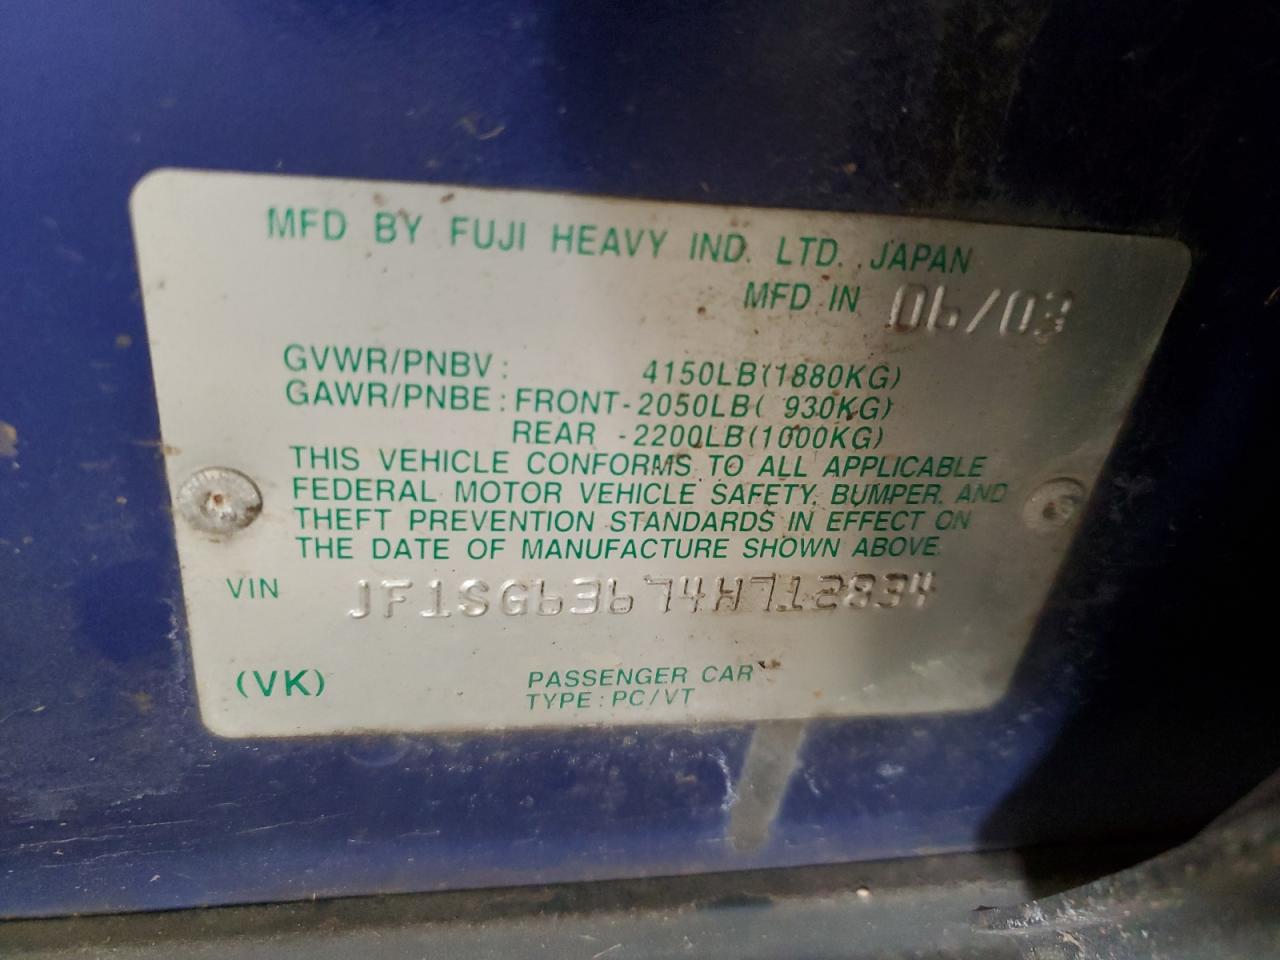 MFD BY FUJI HEAVY IND. LTD. JAPAN
MFD IN 06/03
GVWR/PNBV: 4150LB(1880KG)
GAWR/PNBE: FRONT-2050LB( 930KG)
REAR -2200LB(1000KG)
THIS VEHICLE CONFORMS TO ALL APPLICABLE
FEDERAL MOTOR VEHICLE SAFETY, BUMPER, AND
THEFT PREVENTION STANDARDS IN EFFECT ON
THE DATE OF MANUFACTURE SHOWN ABOVE
VIN JF1SG63674H712834
(VK) PASSENGER CAR
TYPE: PC/VT